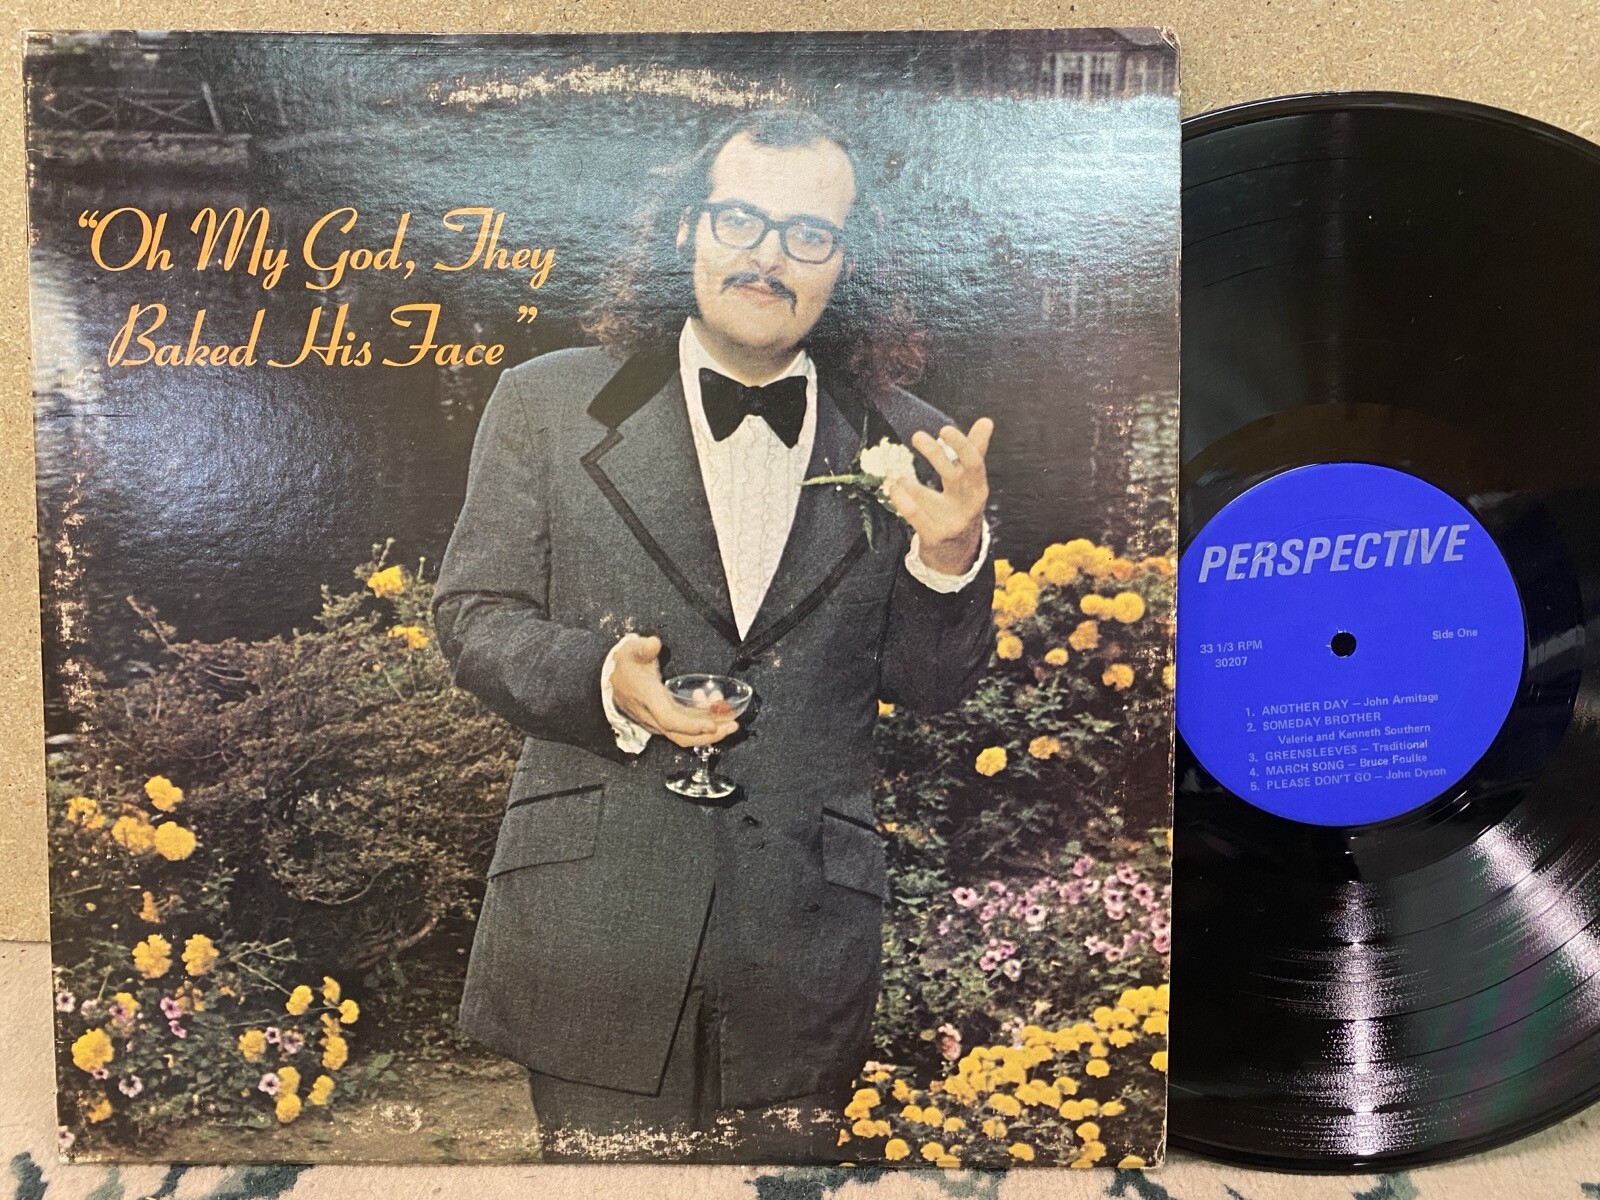 “Oh My God, They
Baked His Face”
PERSPECTIVE
33 1/3 RPM
30207
Side One
1. ANOTHER DAY – John Armitage
2. SOMEDAY BROTHER
Valerie and Kenneth Southern
3. GREENSLEEVES – Traditional
4. MARCH SONG – Bruce Foulke
5. PLEASE DON'T GO – John Dyson